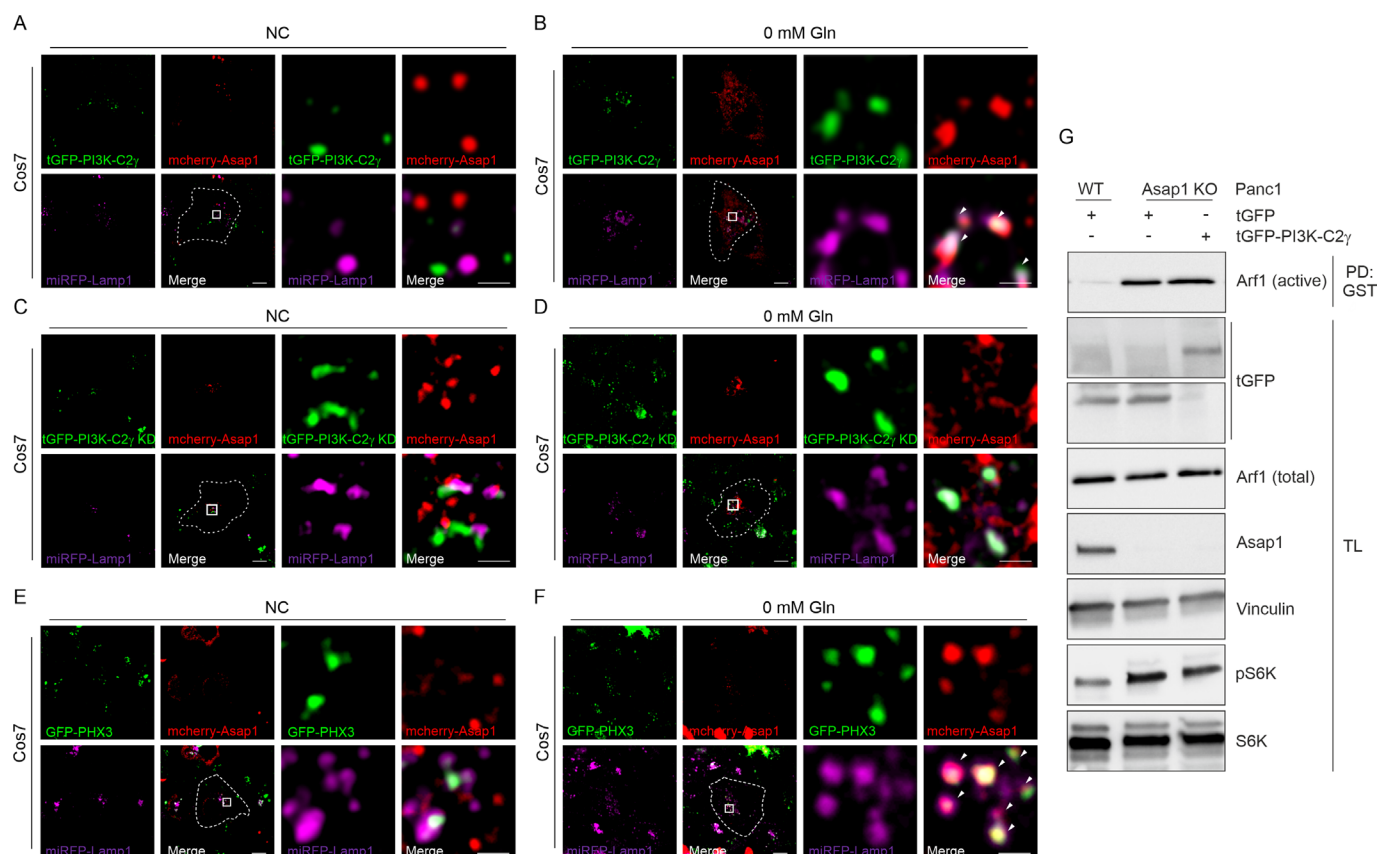 A
NC
Cos7
tGFP-PI3K-C2γ
mcherry-Asap1
tGFP-PI3K-C2γ
mcherry-Asap1
miRFP-Lamp1
Merge
miRFP-Lamp1
Merge
B
0 mM Gln
Cos7
tGFP-PI3K-C2γ
mcherry-Asap1
tGFP-PI3K-C2γ
mcherry-Asap1
miRFP-Lamp1
Merge
miRFP-Lamp1
Merge
C
NC
Cos7
tGFP-PI3K-C2γ KD
mcherry-Asap1
tGFP-PI3K-C2γ KD
mcherry-Asap1
miRFP-Lamp1
Merge
miRFP-Lamp1
Merge
D
0 mM Gln
Cos7
tGFP-PI3K-C2γ KD
mcherry-Asap1
tGFP-PI3K-C2γ KD
mcherry-Asap1
miRFP-Lamp1
Merge
miRFP-Lamp1
Merge
E
NC
Cos7
GFP-PHX3
mcherry-Asap1
GFP-PHX3
mcherry-Asap1
miRFP-Lamp1
Merge
miRFP-Lamp1
Merge
F
0 mM Gln
Cos7
GFP-PHX3
mcherry-Asap1
GFP-PHX3
mcherry-Asap1
miRFP-Lamp1
Merge
miRFP-Lamp1
Merge
G
WT Asap1 KO Panc1
+ + - tGFP
- - + tGFP-PI3K-C2γ
Arf1 (active)
PD:
GST
tGFP
Arf1 (total)
Asap1
TL
Vinculin
pS6K
S6K